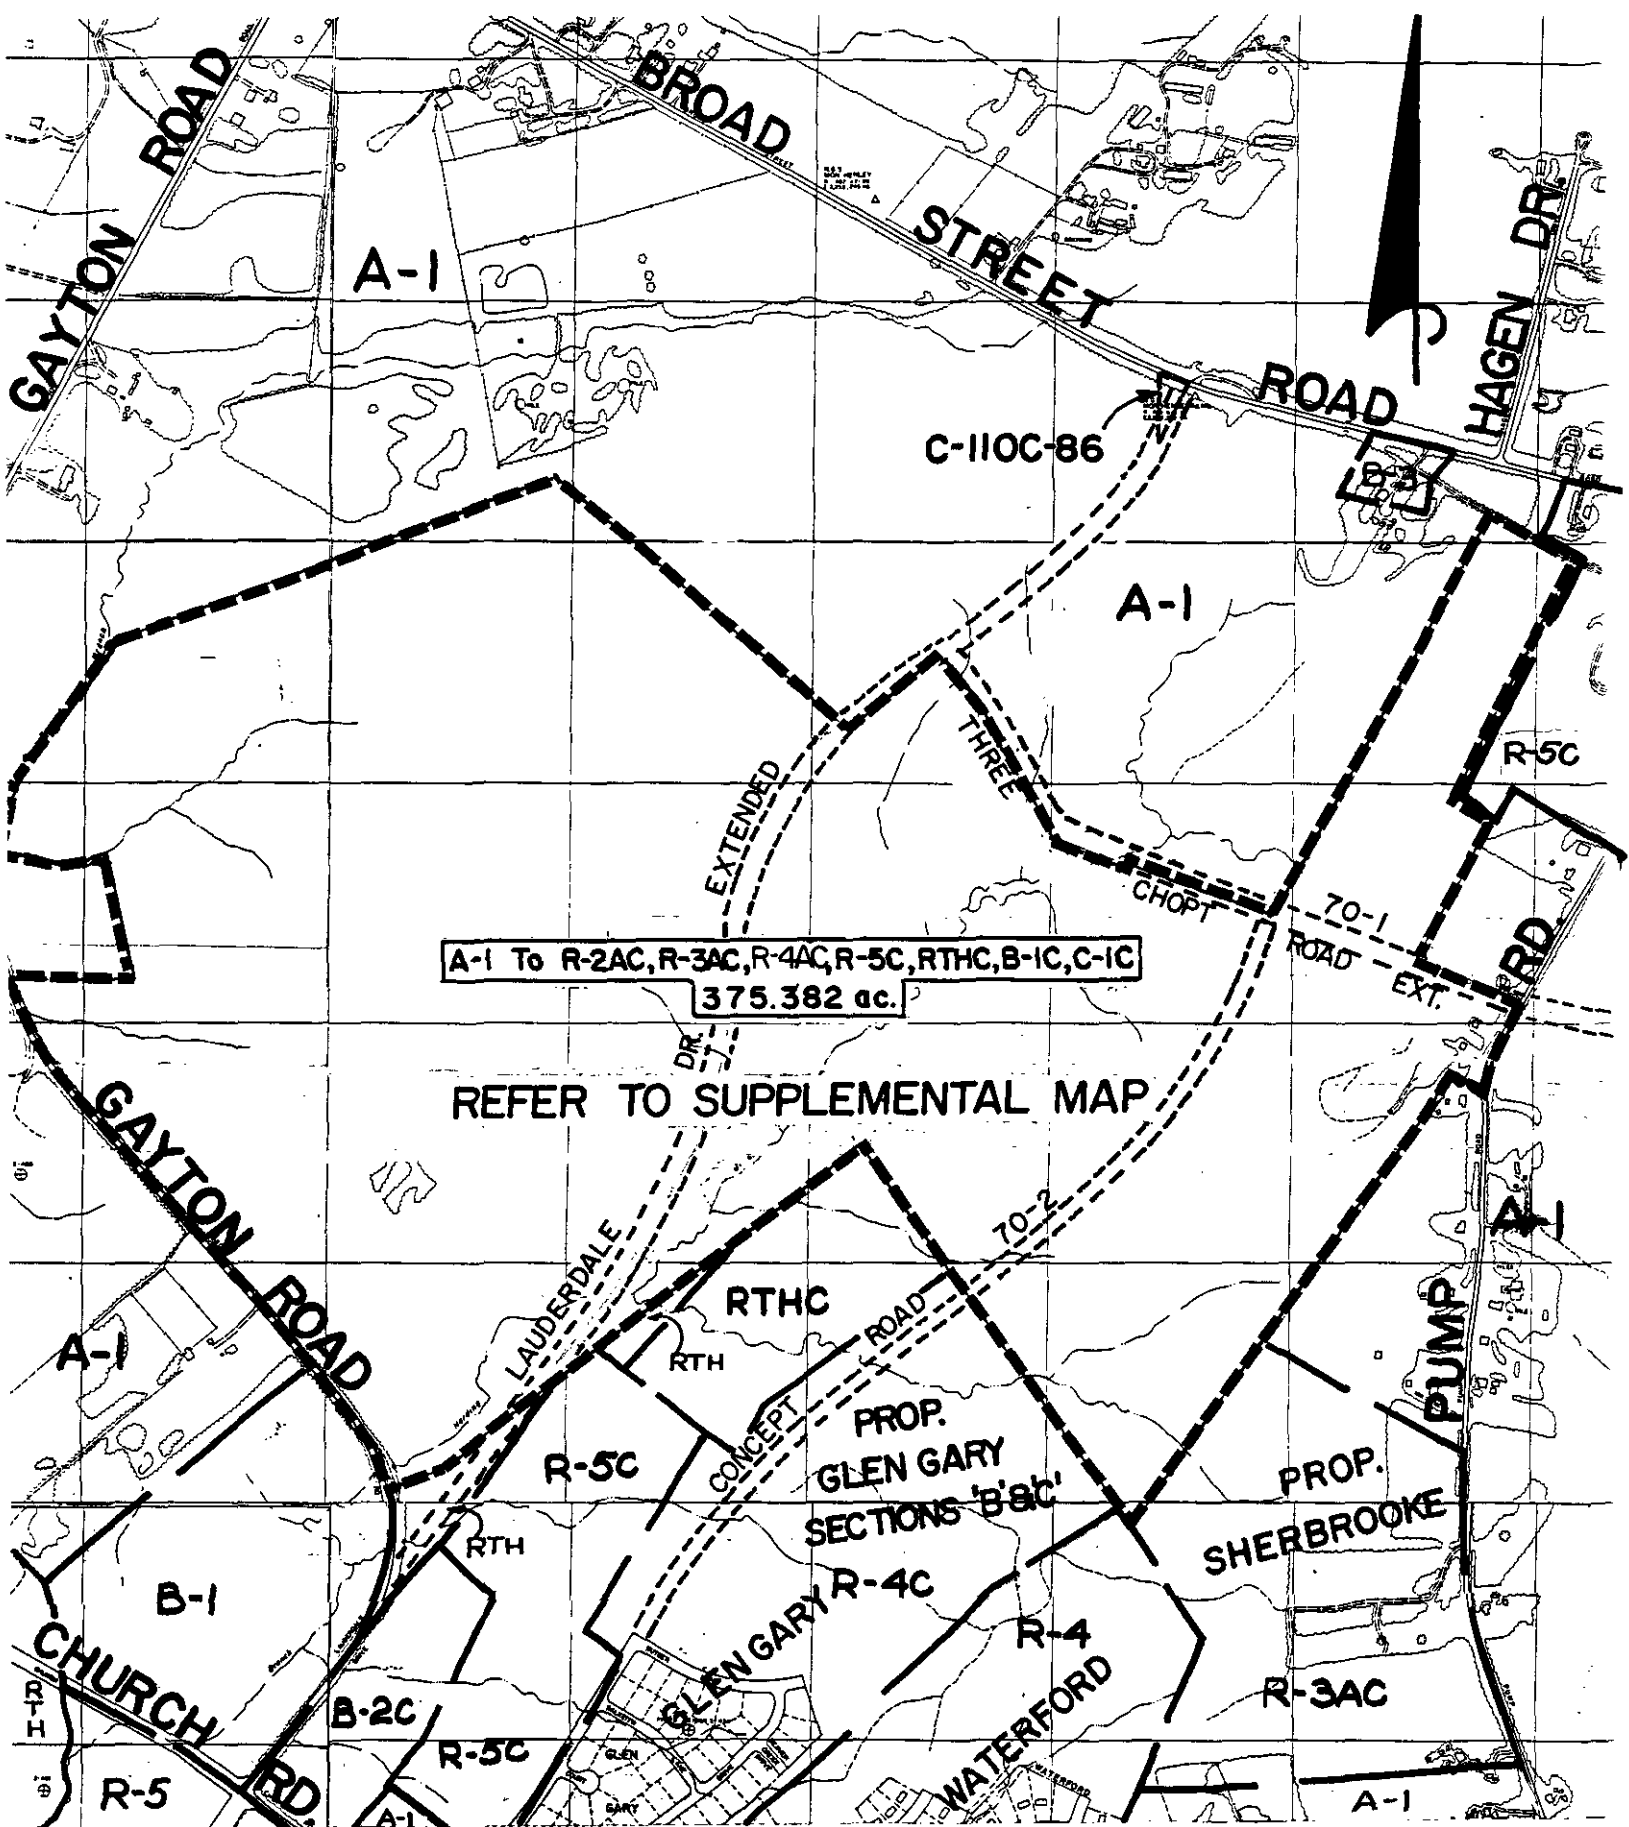 GAYTON ROAD
BROAD STREET ROAD
HAGEN DR.
A-1
C-110C-86
B-3
A-1
R-5C
THREE CHOPT ROAD EXT.
70-1
EXTENDED
A-1 To R-2AC, R-3AC, R-4AC, R-5C, RTHC, B-1C, C-1C
375.382 ac.
RD.
DR.
REFER TO SUPPLEMENTAL MAP
GAYTON ROAD
70-2
A-1
LAUDERDALE
RTHC
ROAD
RTH
A-1
PUMP
CONCEPT
PROP.
GLEN GARY
SECTIONS 'B'&'C'
R-5C
PROP.
SHERBROOKE
RTH
B-1
R-4C
GLEN GARY
R-4
CHURCH RD.
RTH
B-2C
R-3AC
WATERFORD
R-5C
GLEN
GARY
WATERFORD
R-5
A-1
A-1